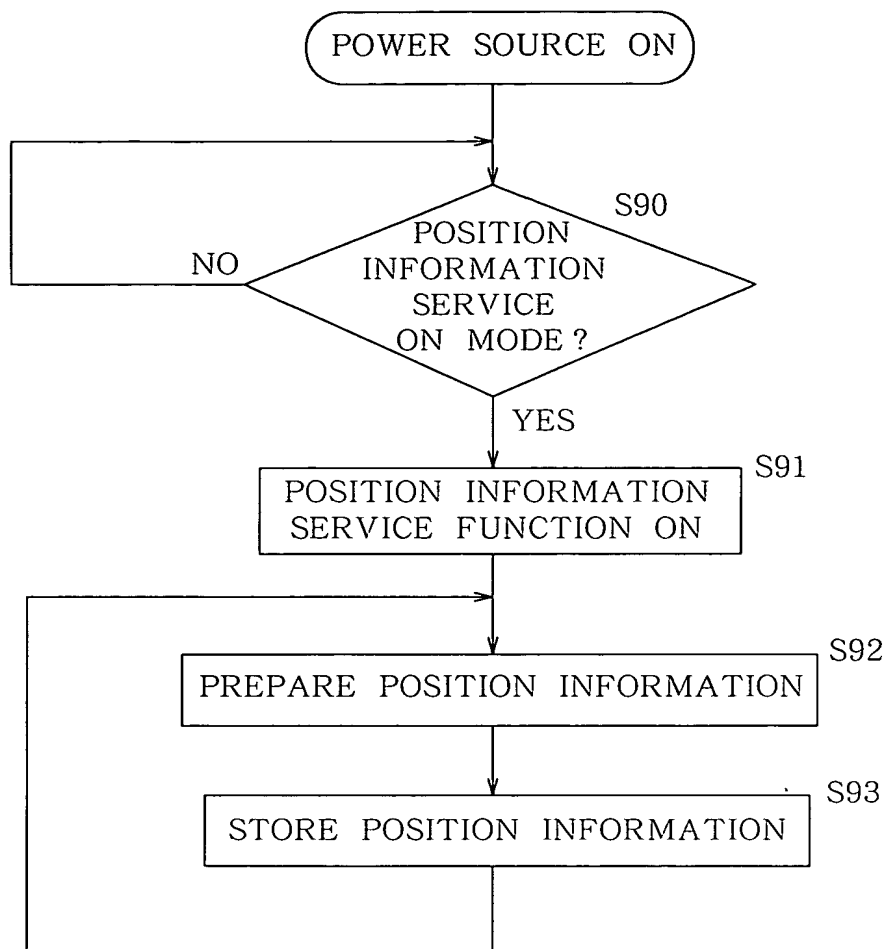 POWER SOURCE ON
S90
POSITION
INFORMATION
SERVICE
ON MODE?
NO
YES
S91
POSITION INFORMATION
SERVICE FUNCTION ON
S92
PREPARE POSITION INFORMATION
S93
STORE POSITION INFORMATION